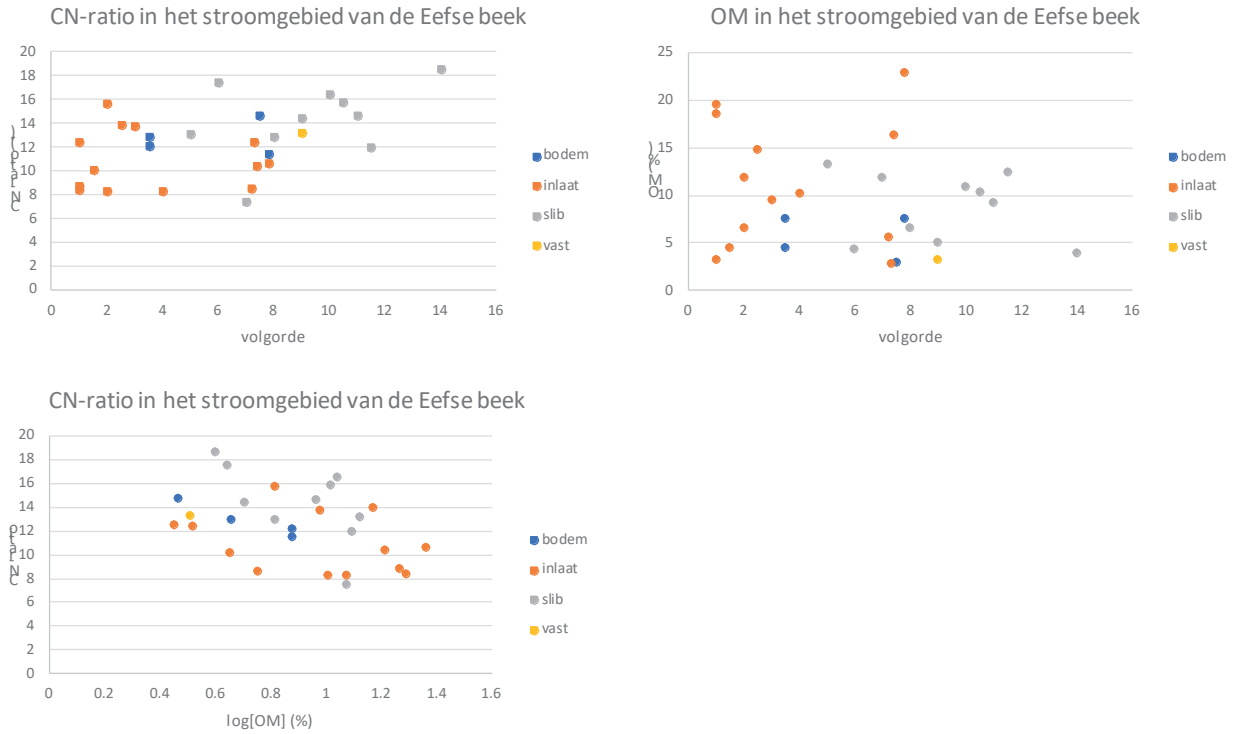 CN-ratio in het stroomgebied van de Eefse beek
20
18
16
14
12
10
8
6
4
2
0
0 2 4 6 8 10 12 14 16
volgorde
bodem
inlaat
slib
vast
OM in het stroomgebied van de Eefse beek
OM (%)
25
20
15
10
5
0
0 2 4 6 8 10 12 14 16
volgorde
bodem
inlaat
slib
vast
CN-ratio in het stroomgebied van de Eefse beek
20
18
16
14
12
10
8
6
4
2
0
0 0.2 0.4 0.6 0.8 1 1.2 1.4 1.6
log[OM] (%)
bodem
inlaat
slib
vast